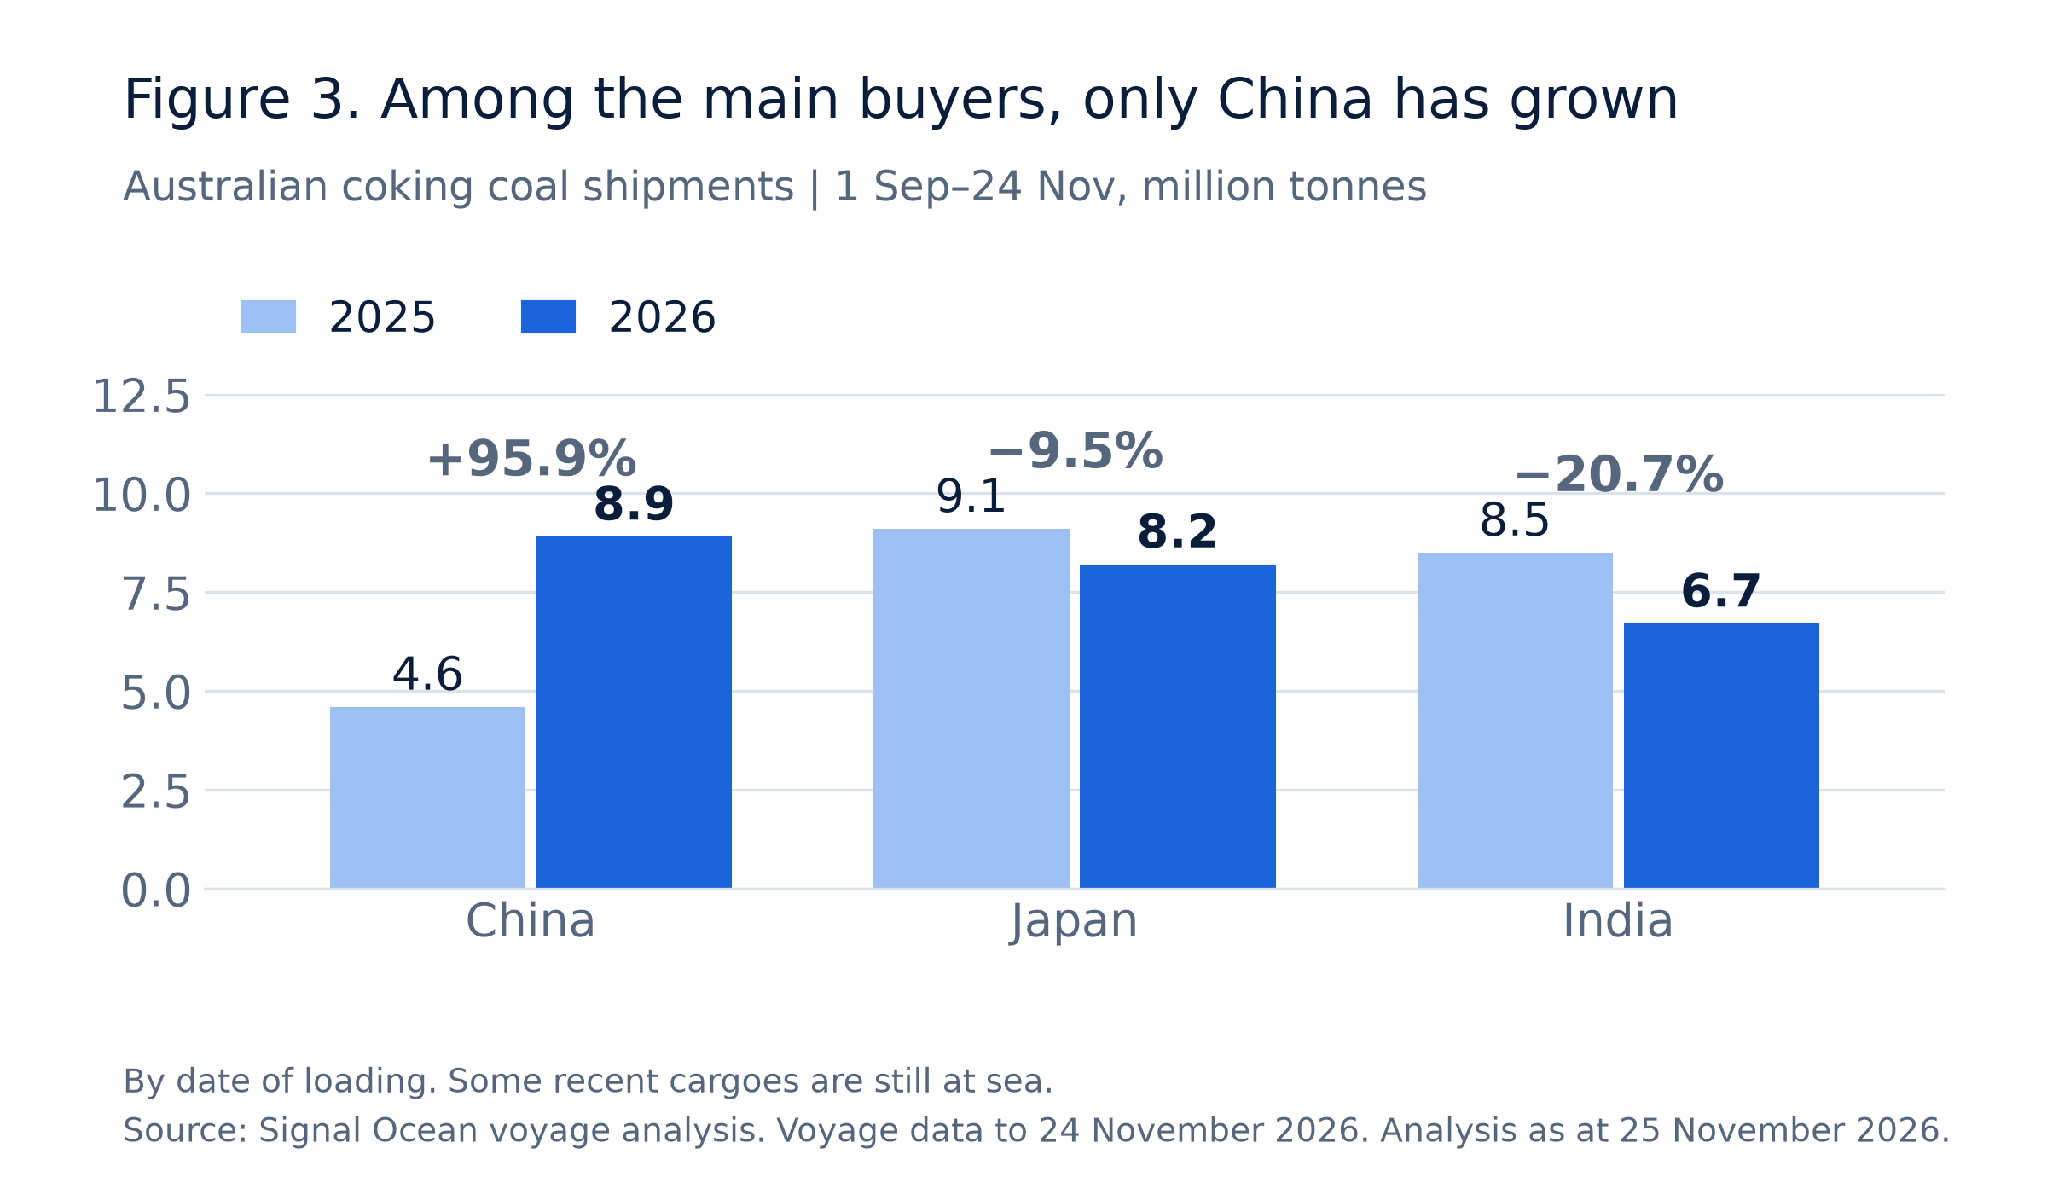 Figure 3. Among the main buyers, only China has grown
Australian coking coal shipments | 1 Sep–24 Nov, million tonnes
2025 2026
12.5
+95.9% −9.5% −20.7%
10.0
8.9 9.1 8.2 8.5
7.5
6.7
4.6
5.0
2.5
0.0
China Japan India
By date of loading. Some recent cargoes are still at sea.
Source: Signal Ocean voyage analysis. Voyage data to 24 November 2026. Analysis as at 25 November 2026.